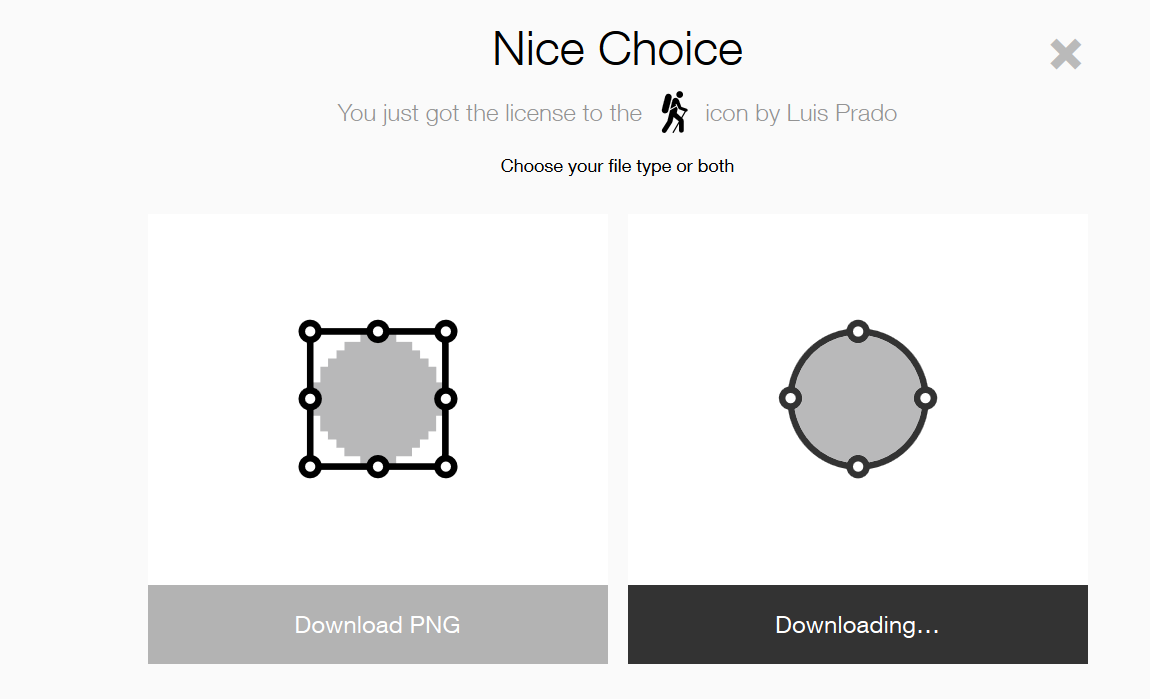 Nice Choice
You just got the license to the icon by Luis Prado
Choose your file type or both
Download PNG
Downloading...